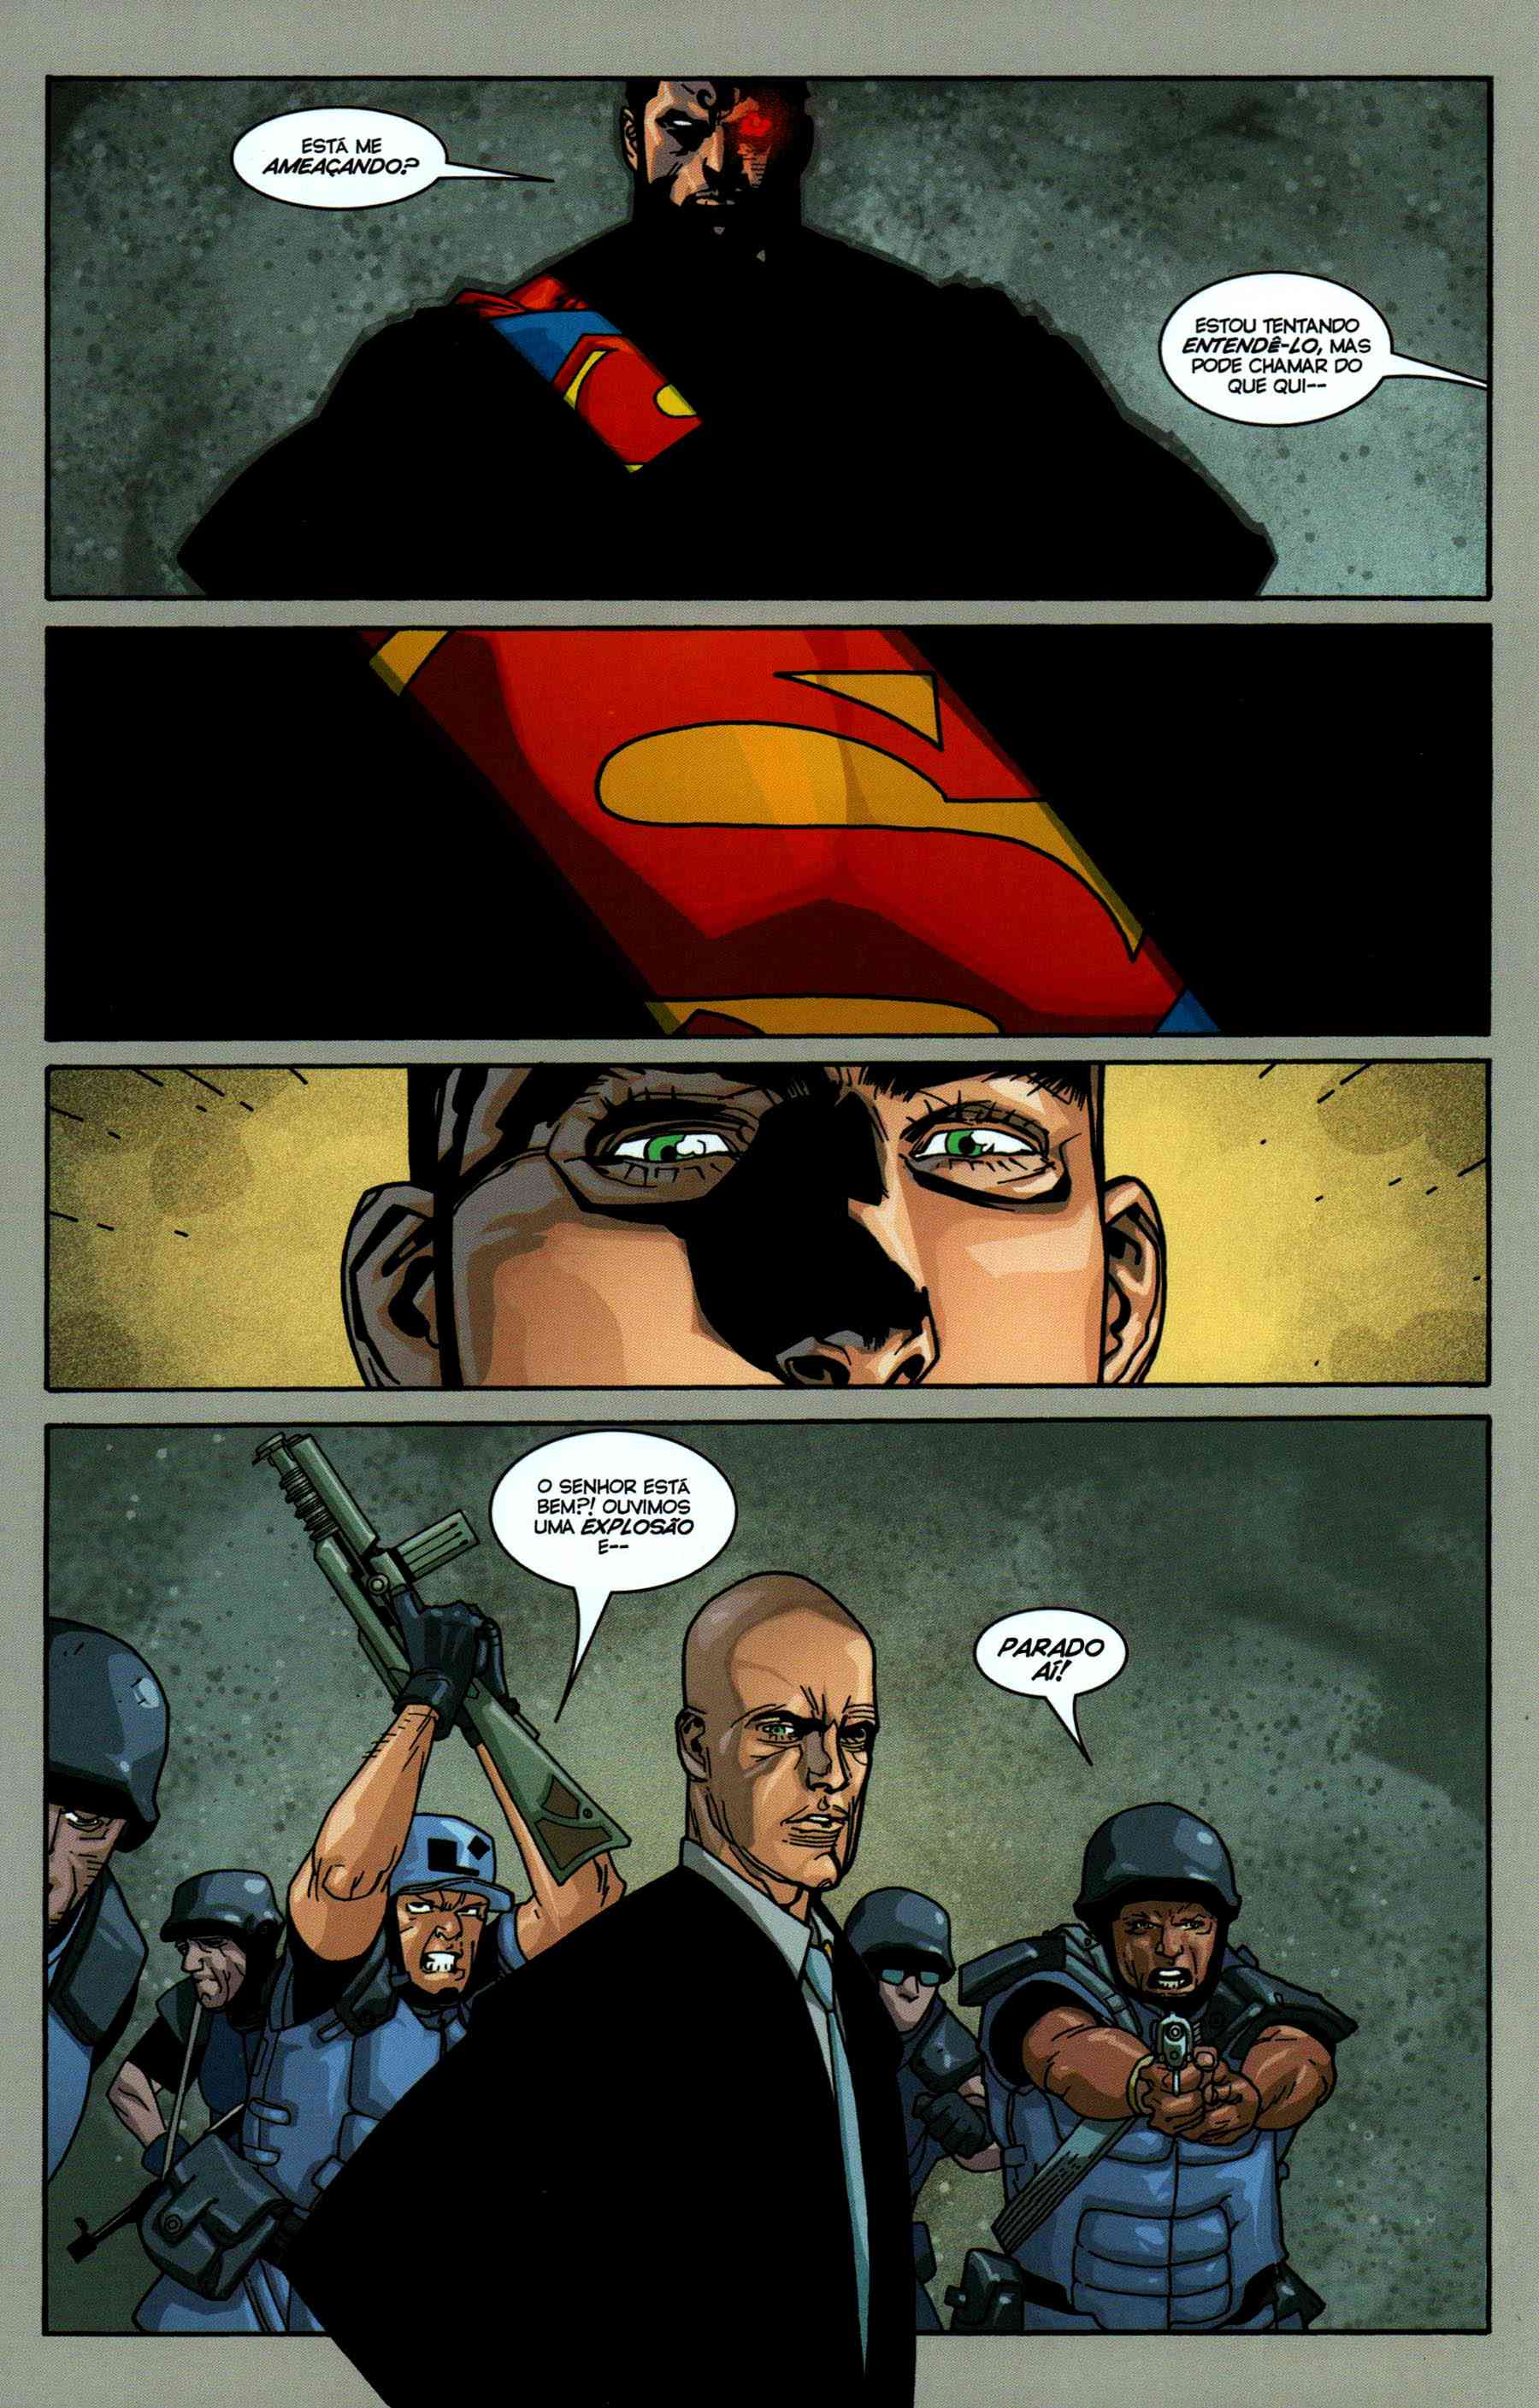 ESTÁ ME
AMEAÇANDO?
ESTOU TENTANDO
ENTENDÊ-LO, MAS
PODE CHAMAR DO
QUE QUI--
O SENHOR ESTÁ
BEM?! OUVIMOS
UMA EXPLOSÃO
E--
PARADO
AÍ!